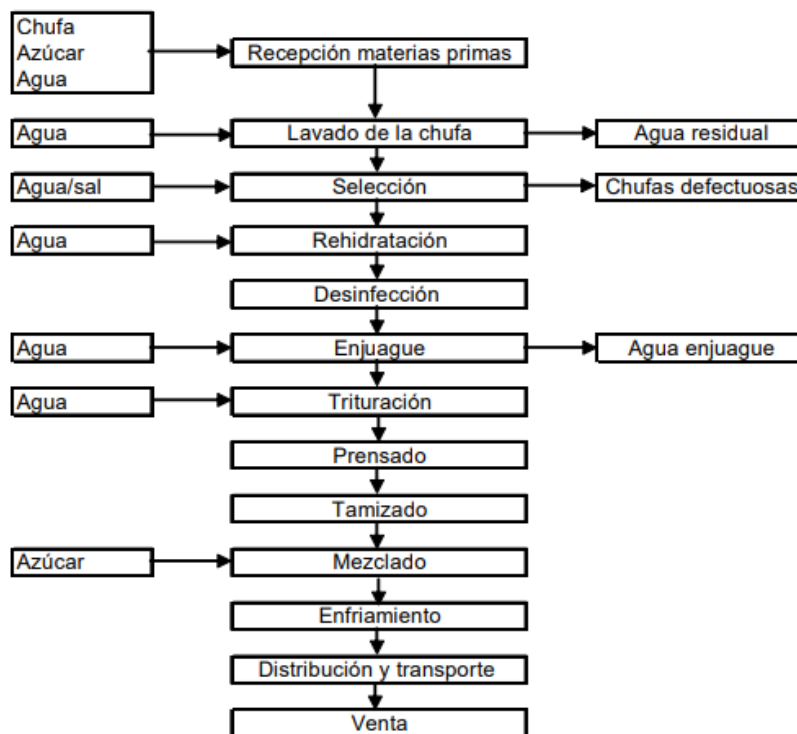 Chufa
Azúcar
Agua
Recepción materias primas
Agua
Lavado de la chufa
Agua residual
Agua/sal
Selección
Chufas defectuosas
Agua
Rehidratación
Desinfección
Agua
Enjuague
Agua enjuague
Agua
Trituración
Prensado
Tamizado
Azúcar
Mezclado
Enfriamiento
Distribución y transporte
Venta